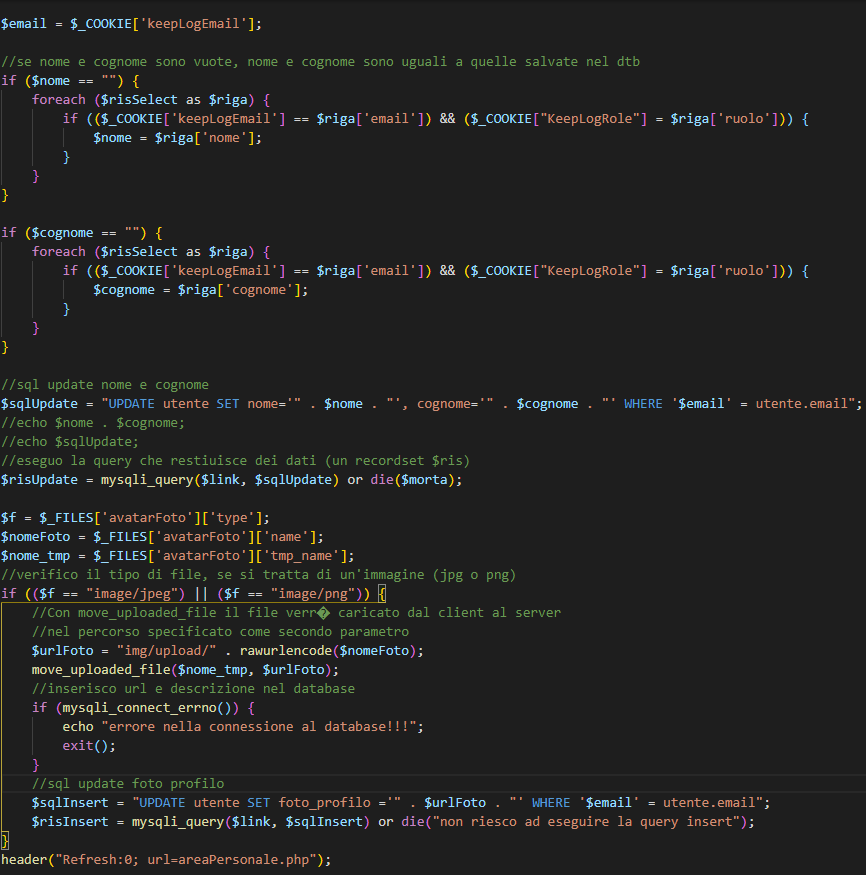 $email = $_COOKIE['keepLogEmail'];
//se nome e cognome sono vuote, nome e cognome sono uguali a quelle salvate nel dtb
if ($nome == "") {
    foreach ($risSelect as $riga) {
        if (($_COOKIE['keepLogEmail'] == $riga['email']) && ($_COOKIE["KeepLogRole"] = $riga['ruolo'])) {
            $nome = $riga['nome'];
        }
    }
}
if ($cognome == "") {
    foreach ($risSelect as $riga) {
        if (($_COOKIE['keepLogEmail'] == $riga['email']) && ($_COOKIE["KeepLogRole"] = $riga['ruolo'])) {
            $cognome = $riga['cognome'];
        }
    }
}
//sql update nome e cognome
$sqlUpdate = "UPDATE utente SET nome='" . $nome . "', cognome='" . $cognome . "' WHERE '$email' = utente.email";
//echo $nome . $cognome;
//echo $sqlUpdate;
//eseguo la query che restiuisce dei dati (un recordset $ris)
$risUpdate = mysqli_query($link, $sqlUpdate) or die($morta);
$f = $_FILES['avatarFoto']['type'];
$nomeFoto = $_FILES['avatarFoto']['name'];
$nome_tmp = $_FILES['avatarFoto']['tmp_name'];
//verifico il tipo di file, se si tratta di un'immagine (jpg o png)
if (($f == "image/jpeg") || ($f == "image/png")) {
    //Con move_uploaded_file il file verr� caricato dal client al server
    //nel percorso specificato come secondo parametro
    $urlFoto = "img/upload/" . rawurlencode($nomeFoto);
    move_uploaded_file($nome_tmp, $urlFoto);
    //inserisco url e descrizione nel database
    if (mysqli_connect_errno()) {
        echo "errore nella connessione al database!!!";
        exit();
    }
    //sql update foto profilo
    $sqlInsert = "UPDATE utente SET foto_profilo ='" . $urlFoto . "' WHERE '$email' = utente.email";
    $risInsert = mysqli_query($link, $sqlInsert) or die("non riesco ad eseguire la query insert");
}
header("Refresh:0; url=areaPersonale.php");